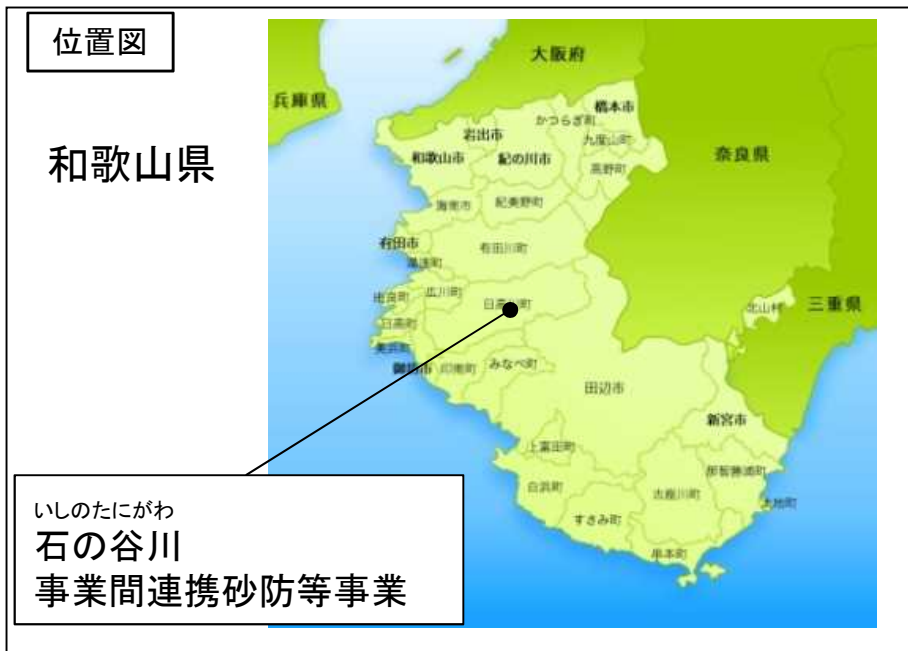 位置図
和歌山県
大阪府
兵庫県
橋本市
かつらぎ町
岩出市
九度山町
和歌山市
紀の川市
奈良県
高野町
海南市
紀美野町
有田市
有田川町
湯浅町
広川町
由良町
日高川町
北山村
三重県
日高町
美浜町
御坊市
印南町
みなべ町
田辺市
新宮市
上富田町
那智勝浦町
白浜町
古座川町
太地町
すさみ町
串本町
いしのたにがわ
石の谷川
事業間連携砂防等事業